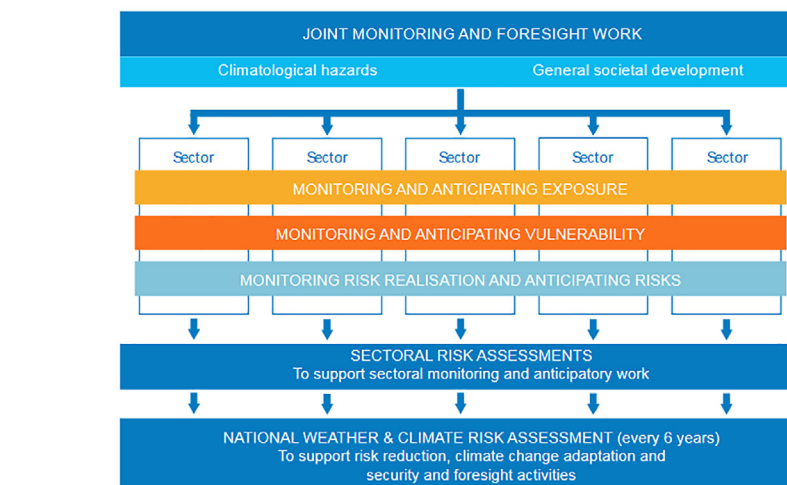 JOINT MONITORING AND FORESIGHT WORK
Climatological hazards General societal development
Sector Sector Sector Sector Sector
MONITORING AND ANTICIPATING EXPOSURE
MONITORING AND ANTICIPATING VULNERABILITY
MONITORING RISK REALISATION AND ANTICIPATING RISKS
SECTORAL RISK ASSESSMENTS
To support sectoral monitoring and anticipatory work
NATIONAL WEATHER & CLIMATE RISK ASSESSMENT (every 6 years)
To support risk reduction, climate change adaptation and
security and foresight activities